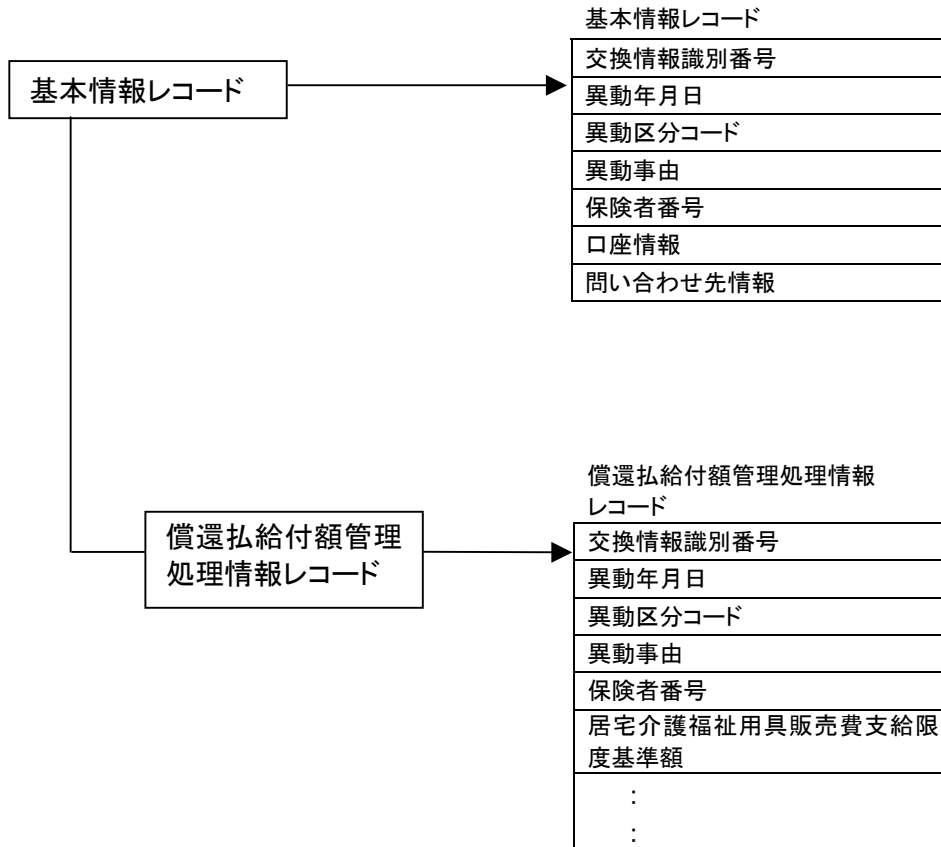 基本情報レコード
基本情報レコード
交換情報識別番号
異動年月日
異動区分コード
異動事由
保険者番号
口座情報
問い合わせ先情報
償還払給付額管理
処理情報レコード
償還払給付額管理処理情報
レコード
交換情報識別番号
異動年月日
異動区分コード
異動事由
保険者番号
居宅介護福祉用具販売費支給限
度基準額
:
: